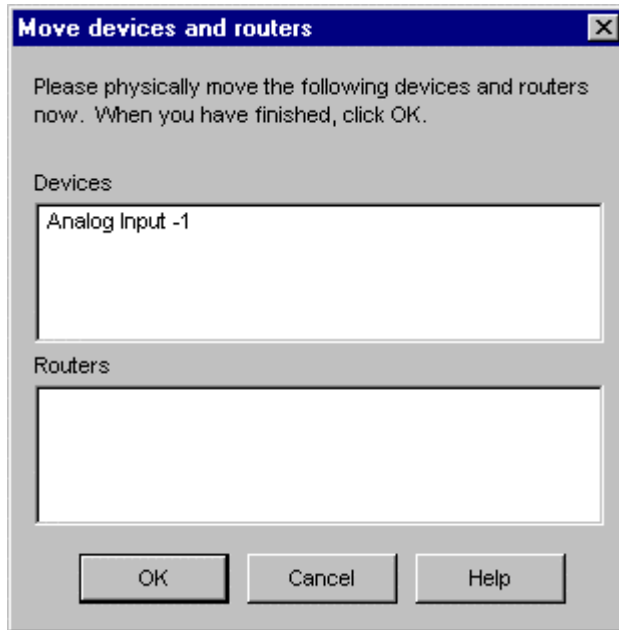 Move devices and routers
Please physically move the following devices and routers
now. When you have finished, click OK.
Devices
Analog Input -1
Routers
OK
Cancel
Help